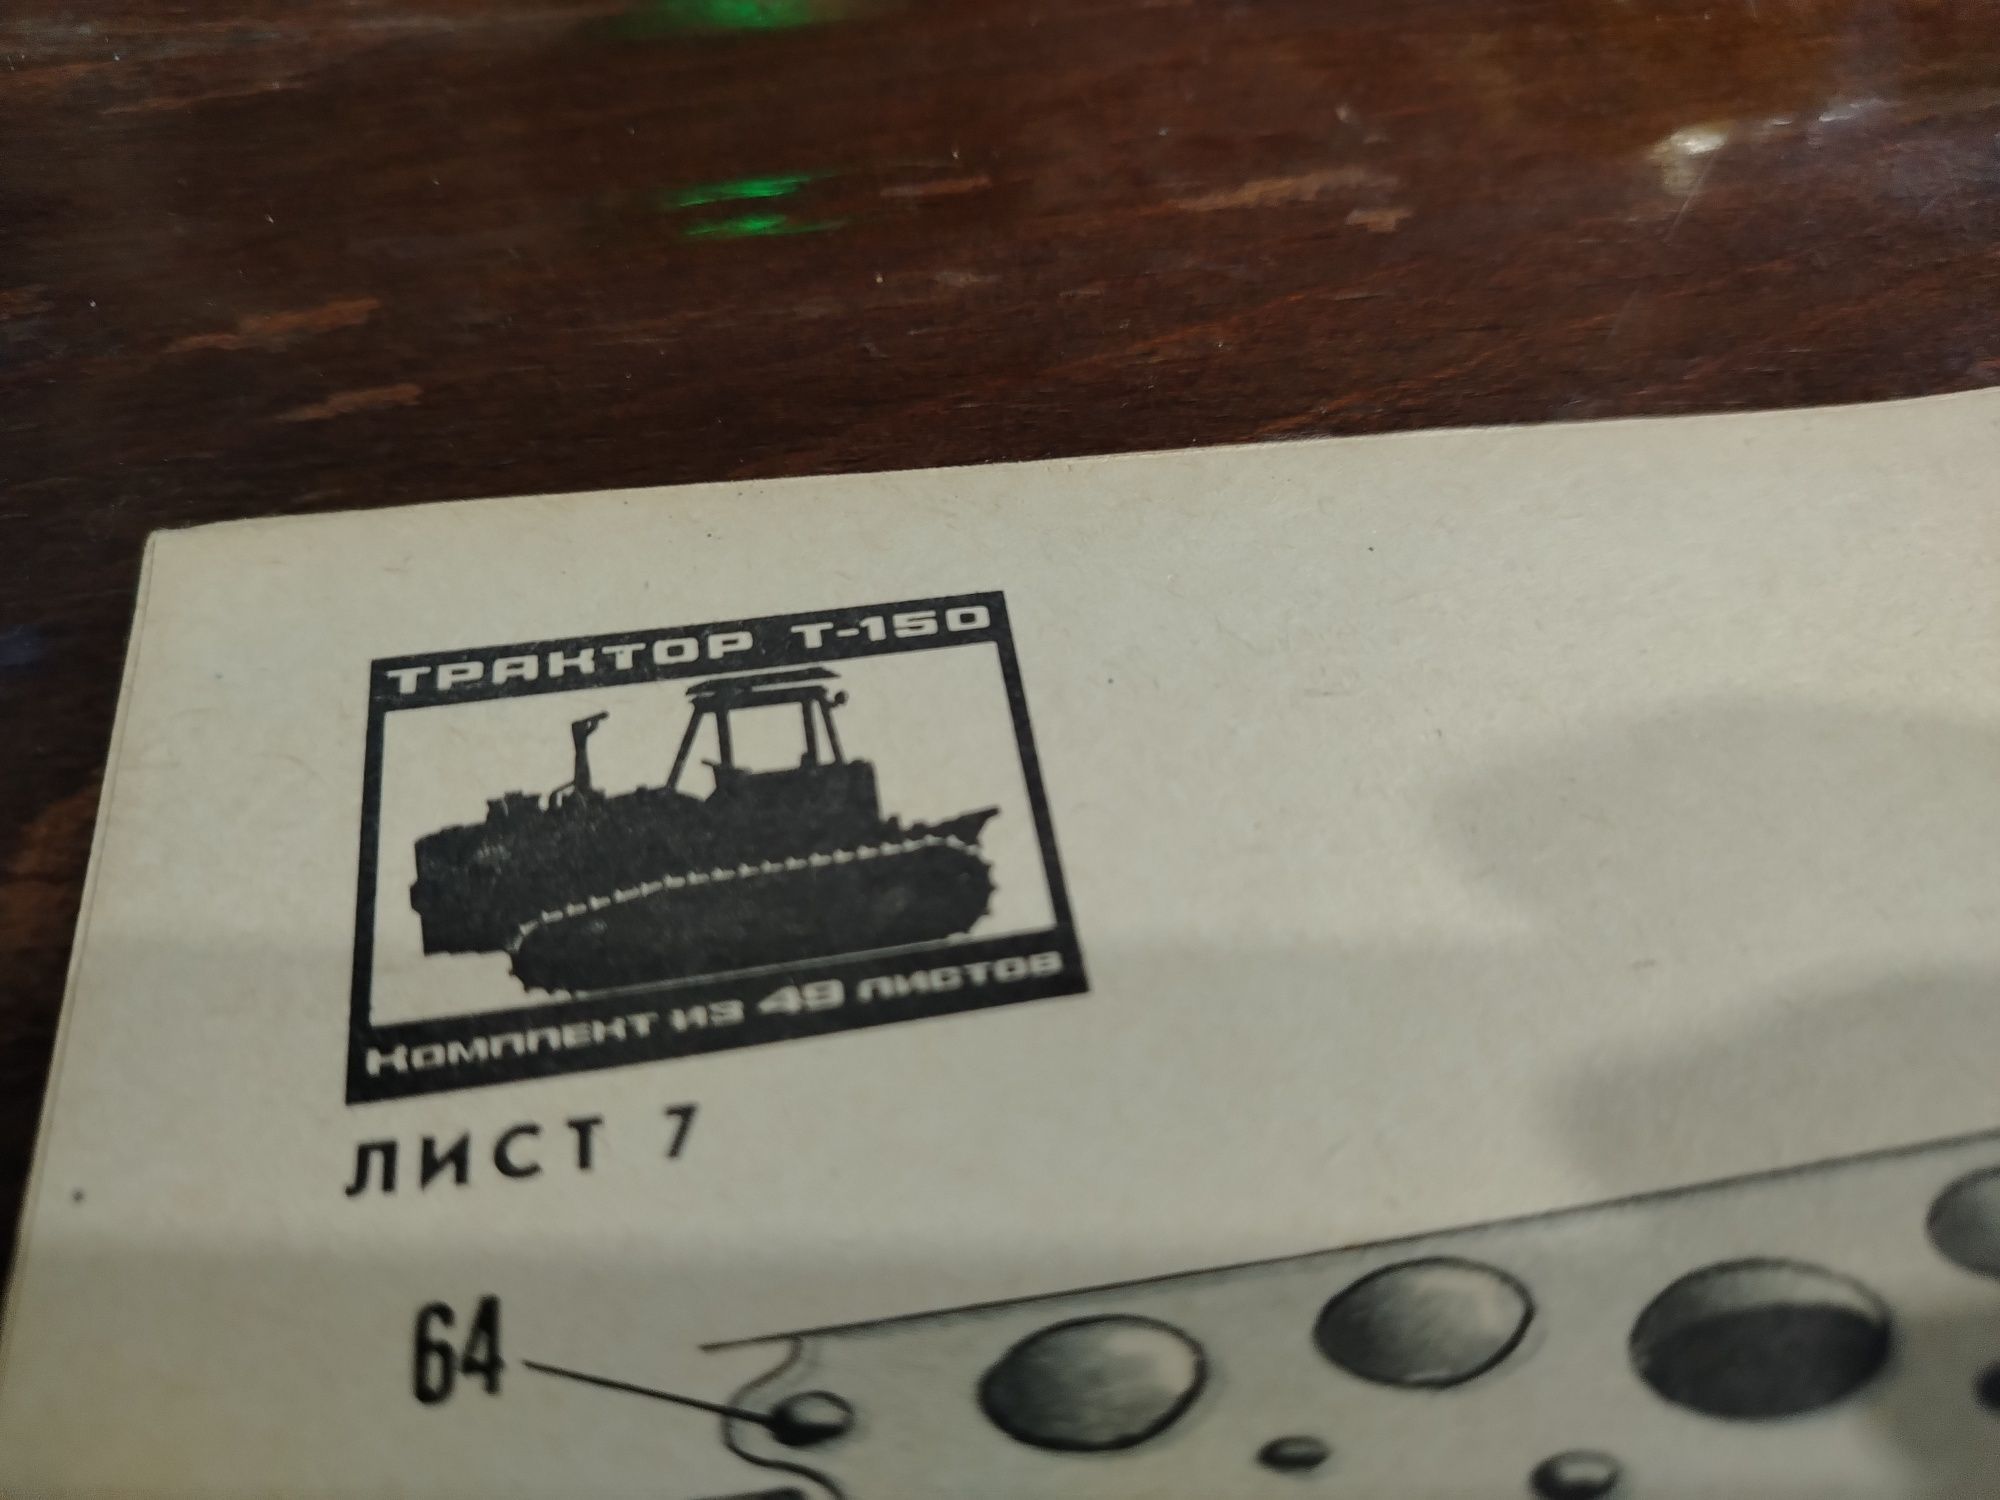 ТРАКТОР Т-150
Комплект из 49 листов
ЛИСТ 7
64